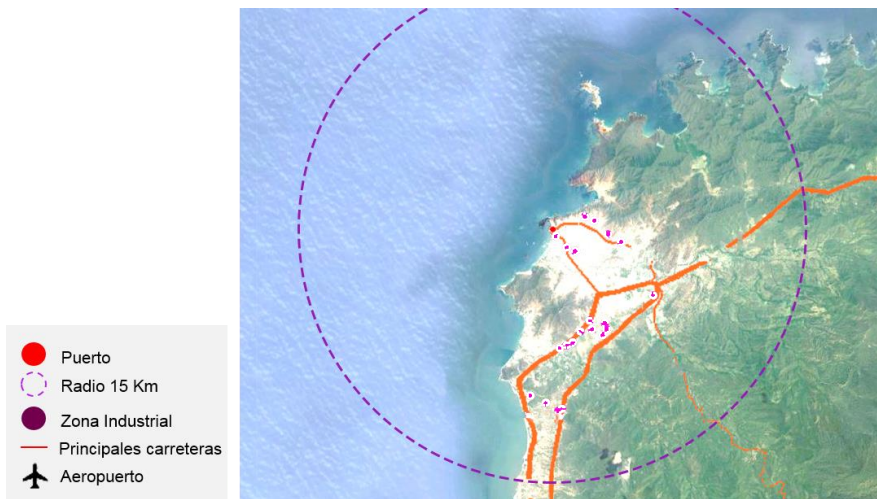 Puerto
Radio 15 Km
Zona Industrial
Principales carreteras
Aeropuerto